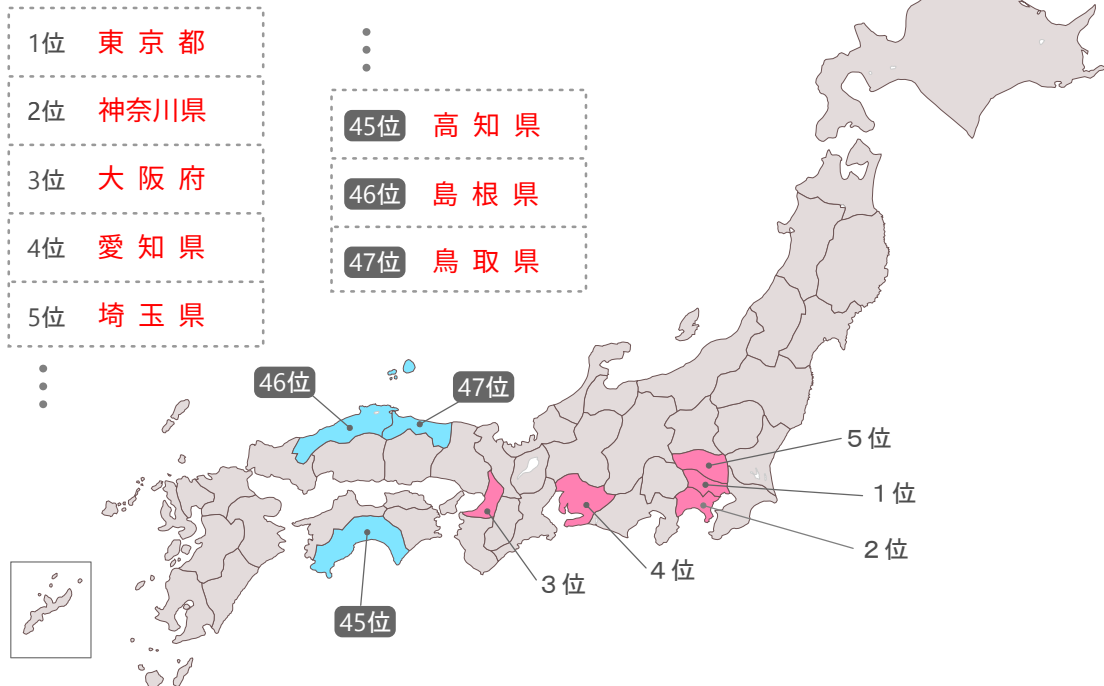 1位 東京都
2位 神奈川県
3位 大阪府
4位 愛知県
5位 埼玉県
45位 高知県
46位 島根県
47位 鳥取県
46位
47位
5位
1位
2位
4位
3位
45位